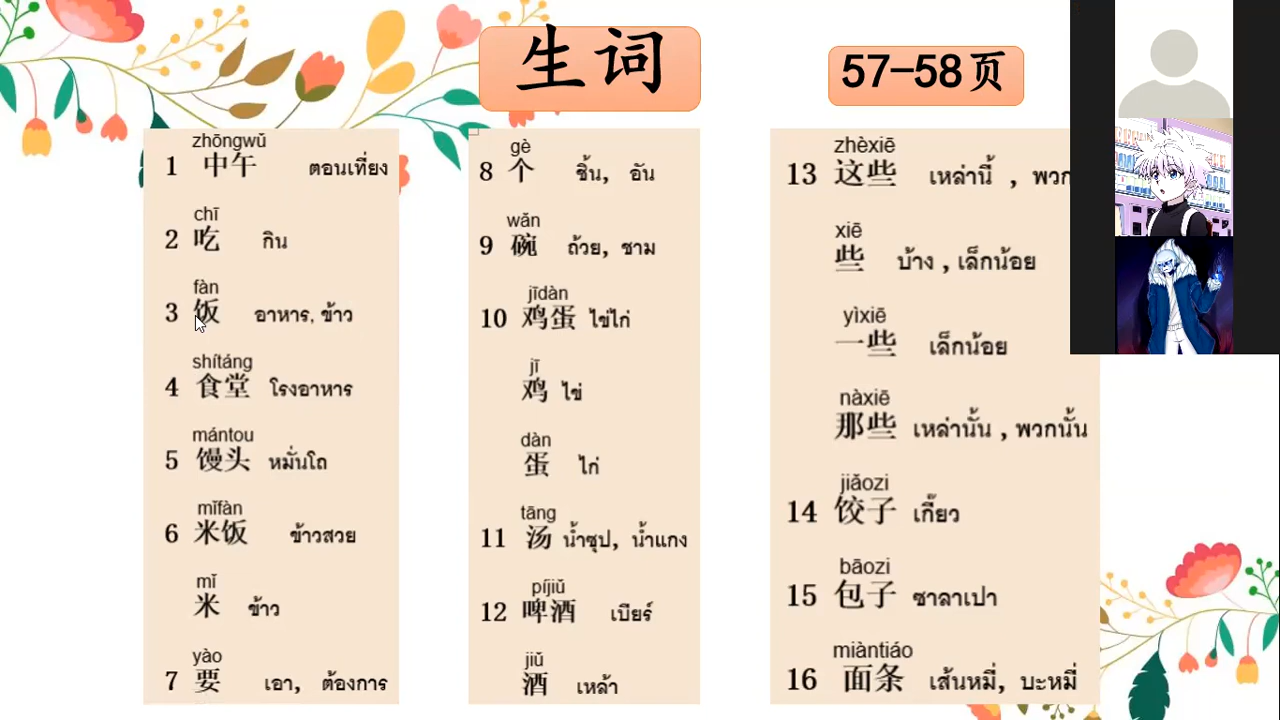 生词
57-58页
zhōngwǔ
1 中午 ตอนเที่ยง
chī
2 吃 กิน
fàn
3 饭 อาหาร, ข้าว
shítáng
4 食堂 โรงอาหาร
mántou
5 馒头 หมั่นโถ
mǐfàn
6 米饭 ข้าวสวย
mǐ
米 ข้าว
yào
7 要 เอา, ต้องการ
gè
8 个 ชิ้น, อัน
wǎn
9 碗 ถ้วย, ชาม
jīdàn
10 鸡蛋 ไข่ไก่
jī
鸡 ไข่
dàn
蛋 ไก่
tāng
11 汤 น้ำซุป, น้ำแกง
píjiǔ
12 啤酒 เบียร์
jiǔ
酒 เหล้า
zhèxiē
13 这些 เหล่านี้ , พวก
xiē
些 บ้าง , เล็กน้อย
yìxiē
一些 เล็กน้อย
nàxiē
那些 เหล่านั้น , พวกนั้น
jiǎozi
14 饺子 เกี๊ยว
bāozi
15 包子 ซาลาเปา
miàntiáo
16 面条 เส้นหมี่, บะหมี่